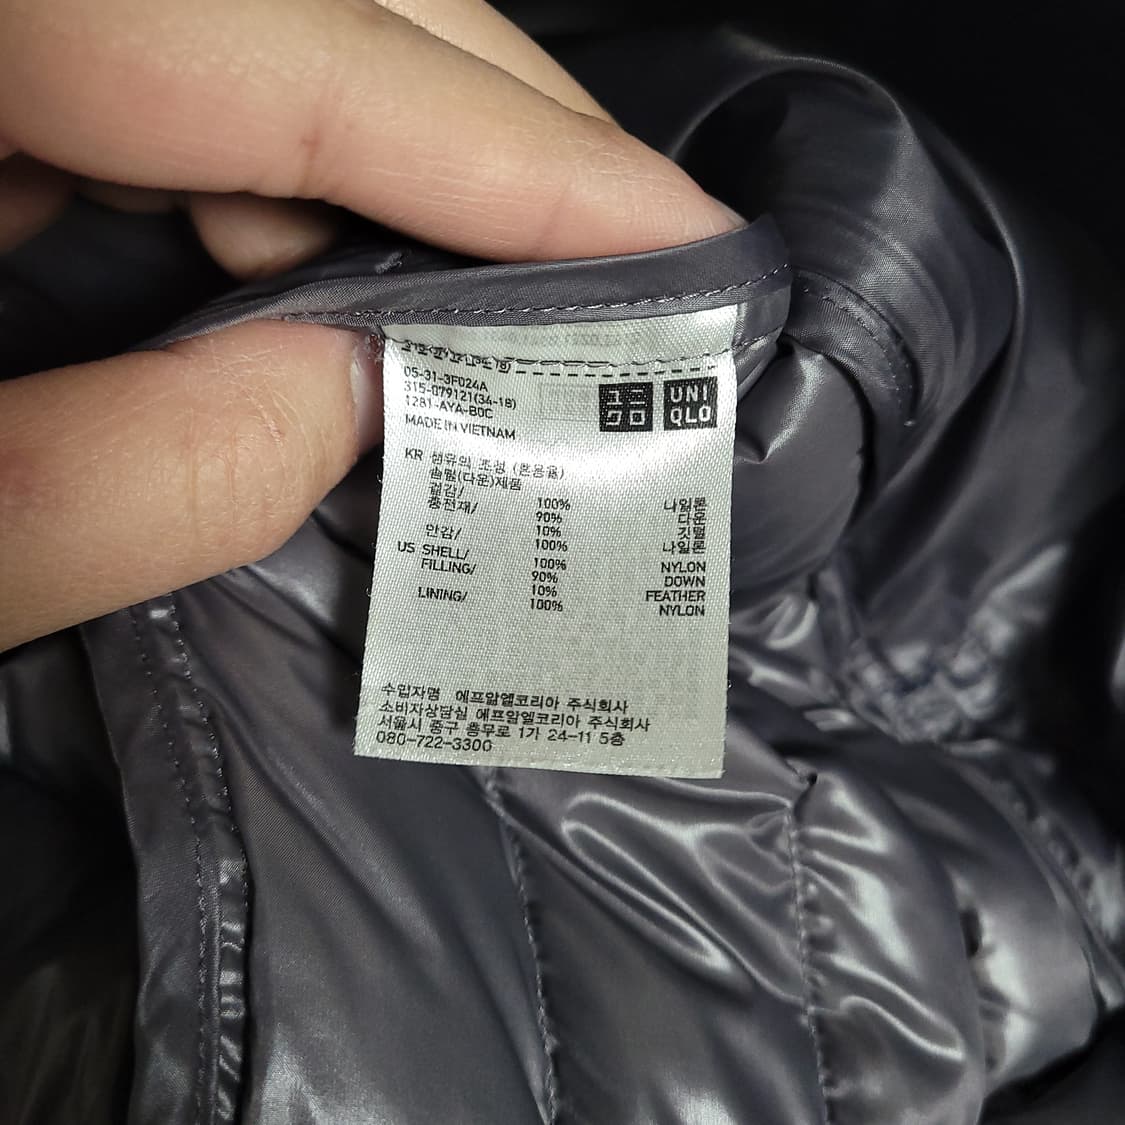 05-31-3F024A
315-079121(34-18)
1281-AYA-B0C
MADE IN VIETNAM
ユニ
クロ
UNI
QLO
KR 섬유의 조성 (혼용율)
솜털(다운)제품
겉감/ 100% 나일론
충전재/ 90% 다운
10% 깃털
안감/ 100% 나일론
US SHELL/ 100% NYLON
FILLING/ 90% DOWN
10% FEATHER
LINING/ 100% NYLON
수입자명 에프알엘코리아 주식회사
소비자상담실 에프알엘코리아 주식회사
서울시 중구 충무로 1가 24-11 5층
080-722-3300